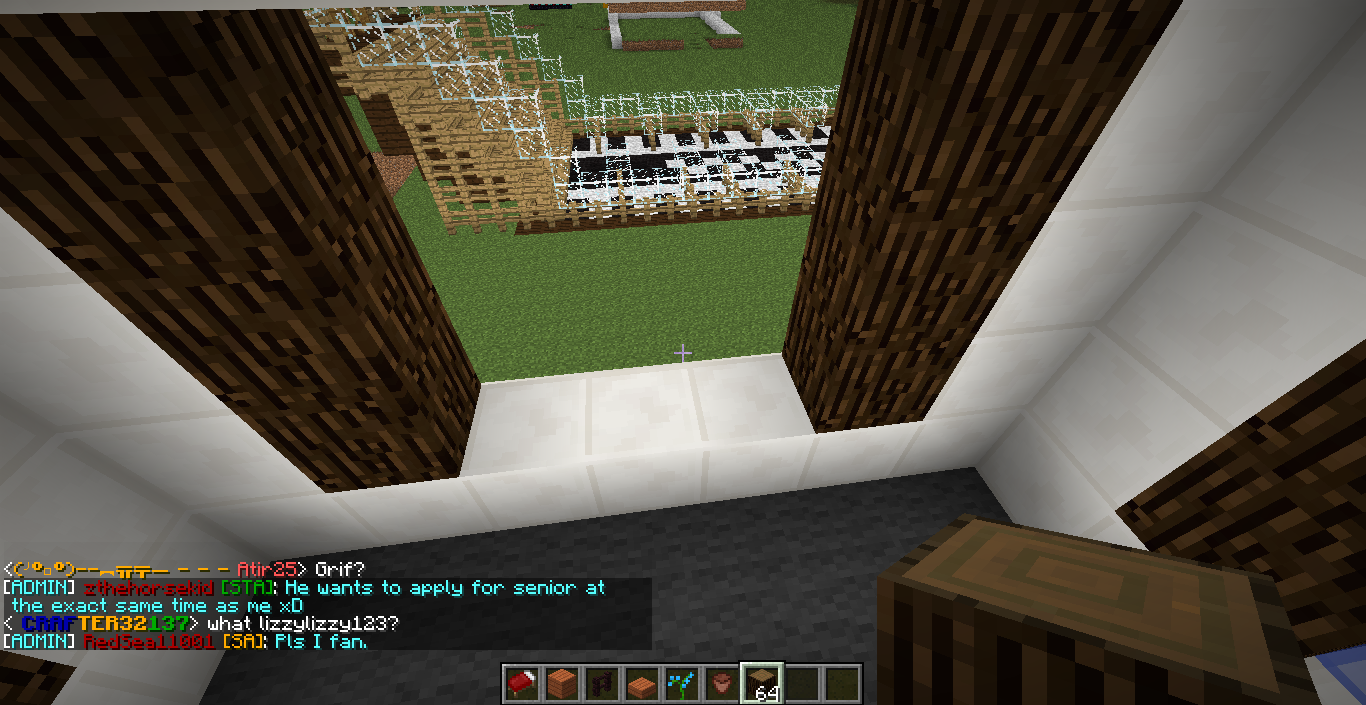 <('º_º)--︻╦╤─ - - - Atir25> Grif?
[ADMIN] zthehorsekid [STA]: He wants to apply for senior at
the exact same time as me xD
< CRAFTER32137> what lizzylizzy123?
[ADMIN] RedSea11001 [SA]: Pls I fan.
64